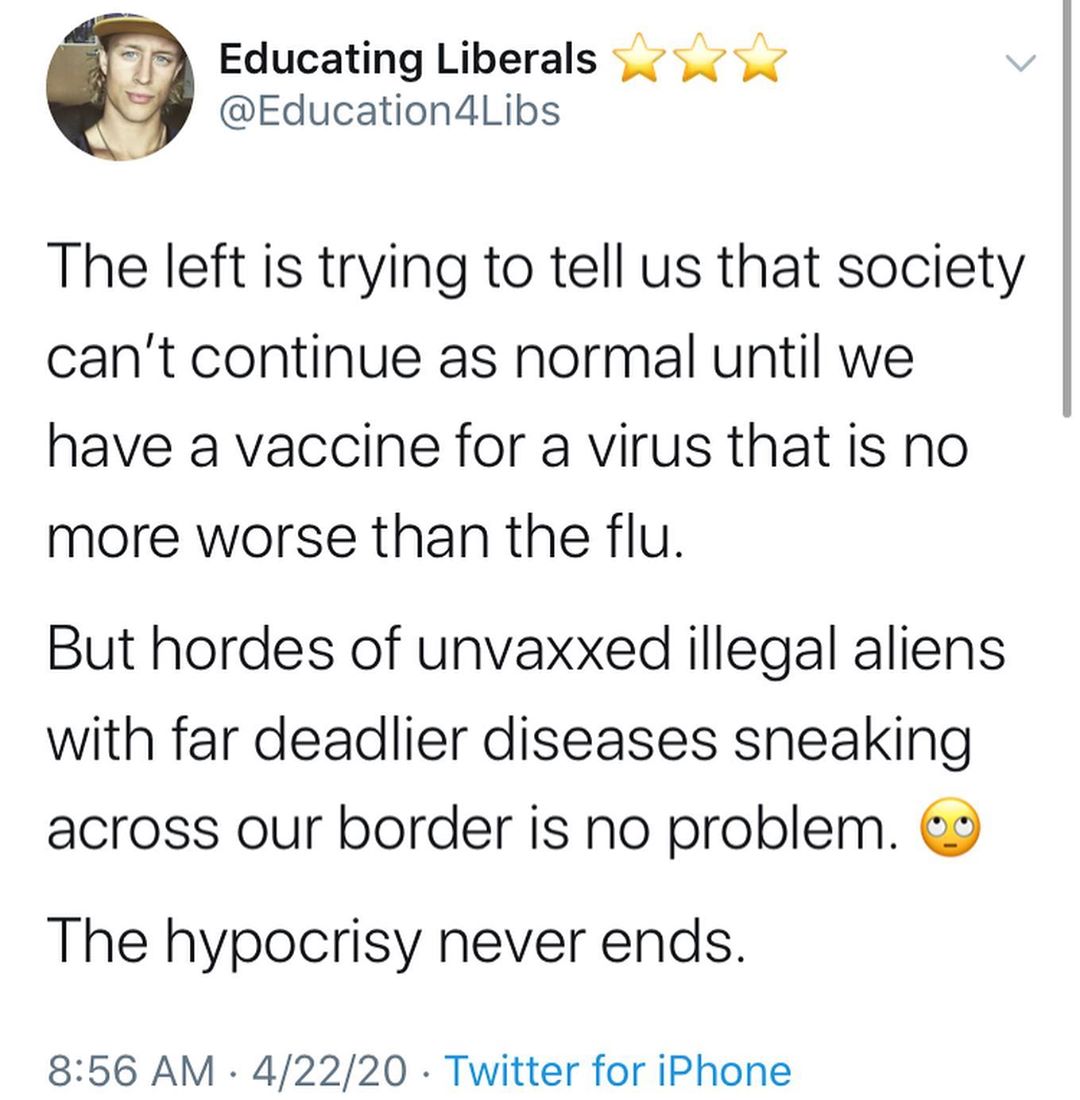 Educating Liberals ⭐⭐⭐
@Education4Libs
The left is trying to tell us that society
can't continue as normal until we
have a vaccine for a virus that is no
more worse than the flu.
But hordes of unvaxxed illegal aliens
with far deadlier diseases sneaking
across our border is no problem. 🙄
The hypocrisy never ends.
8:56 AM · 4/22/20 · Twitter for iPhone